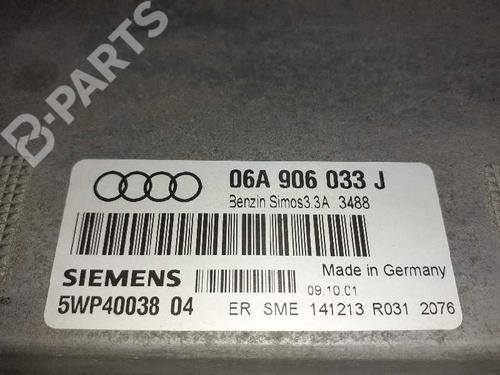 B-PARTS
06A 906 033 J
Benzin Simos3.3A 3488
Made in Germany
SIEMENS
09.10.01
5WP40038 04
ER SME 141213 R031 2076